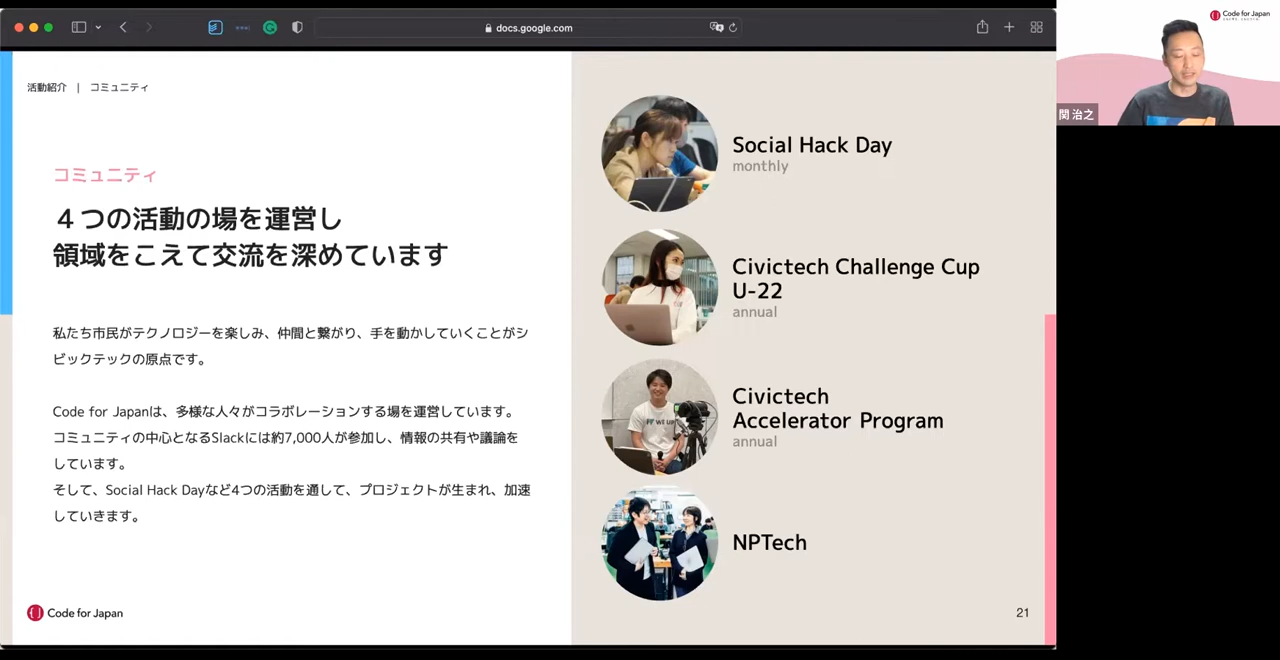 docs.google.com
活動紹介 | コミュニティ
コミュニティ
４つの活動の場を運営し
領域をこえて交流を深めています
私たち市民がテクノロジーを楽しみ、仲間と繋がり、手を動かしていくことがシ
ビックテックの原点です。
Code for Japanは、多様な人々がコラボレーションする場を運営しています。
コミュニティの中心となるSlackには約7,000人が参加し、情報の共有や議論を
しています。
そして、Social Hack Dayなど4つの活動を通して、プロジェクトが生まれ、加速
していきます。
Code for Japan
Social Hack Day
monthly
Civictech Challenge Cup
U-22
annual
Civictech
Accelerator Program
annual
NPTech
21
Code for Japan
関 治之